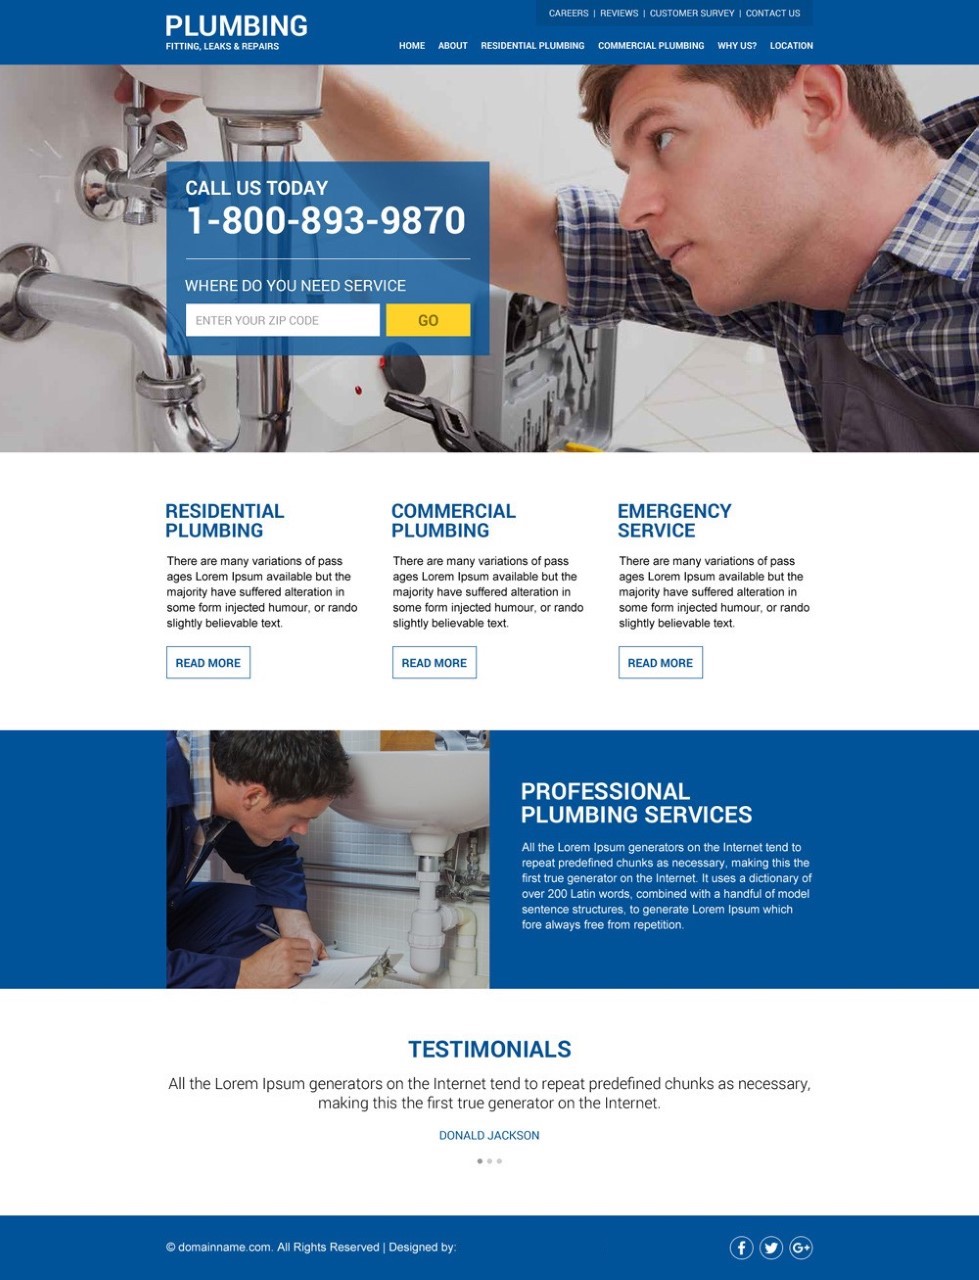 PLUMBING
FITTING, LEAKS & REPAIRS
CAREERS | REVIEWS | CUSTOMER SURVEY | CONTACT US
HOME ABOUT RESIDENTIAL PLUMBING COMMERCIAL PLUMBING WHY US? LOCATION
CALL US TODAY
1-800-893-9870
WHERE DO YOU NEED SERVICE
ENTER YOUR ZIP CODE GO
RESIDENTIAL
PLUMBING
There are many variations of pass
ages Lorem Ipsum available but the
majority have suffered alteration in
some form injected humour, or rando
slightly believable text.
READ MORE
COMMERCIAL
PLUMBING
There are many variations of pass
ages Lorem Ipsum available but the
majority have suffered alteration in
some form injected humour, or rando
slightly believable text.
READ MORE
EMERGENCY
SERVICE
There are many variations of pass
ages Lorem Ipsum available but the
majority have suffered alteration in
some form injected humour, or rando
slightly believable text.
READ MORE
PROFESSIONAL
PLUMBING SERVICES
All the Lorem Ipsum generators on the Internet tend to
repeat predefined chunks as necessary, making this the
first true generator on the Internet. It uses a dictionary of
over 200 Latin words, combined with a handful of model
sentence structures, to generate Lorem Ipsum which
fore always free from repetition.
TESTIMONIALS
All the Lorem Ipsum generators on the Internet tend to repeat predefined chunks as necessary,
making this the first true generator on the Internet.
DONALD JACKSON
© domainname.com. All Rights Reserved | Designed by: